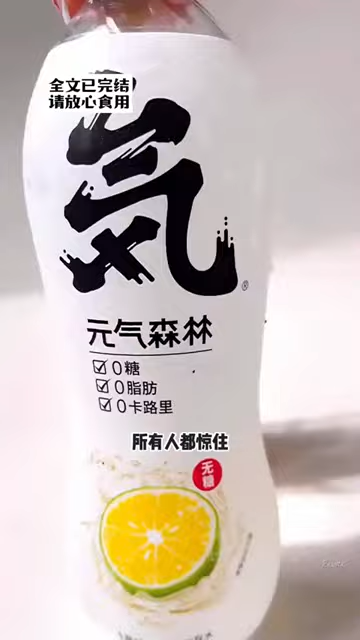 全文已完结
请放心食用
気
®
元气森林
☑0糖
☑0脂肪
☑0卡路里
所有人都惊住
无糖